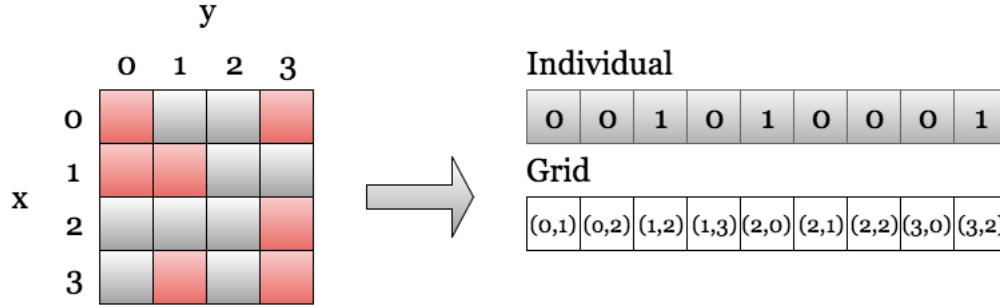 y
0 1 2 3
0
1
x
2
3
Individual
0 0 1 0 1 0 0 0 1
Grid
(0,1) (0,2) (1,2) (1,3) (2,0) (2,1) (2,2) (3,0) (3,2)